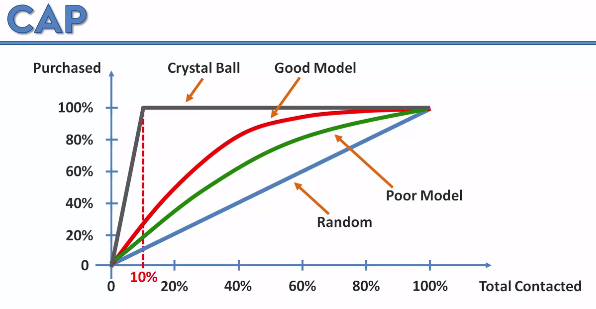 CAP
Purchased
Crystal Ball
Good Model
100%
80%
60%
40%
20%
0
Poor Model
Random
10%
0
20%
40%
60%
80%
100%
Total Contacted